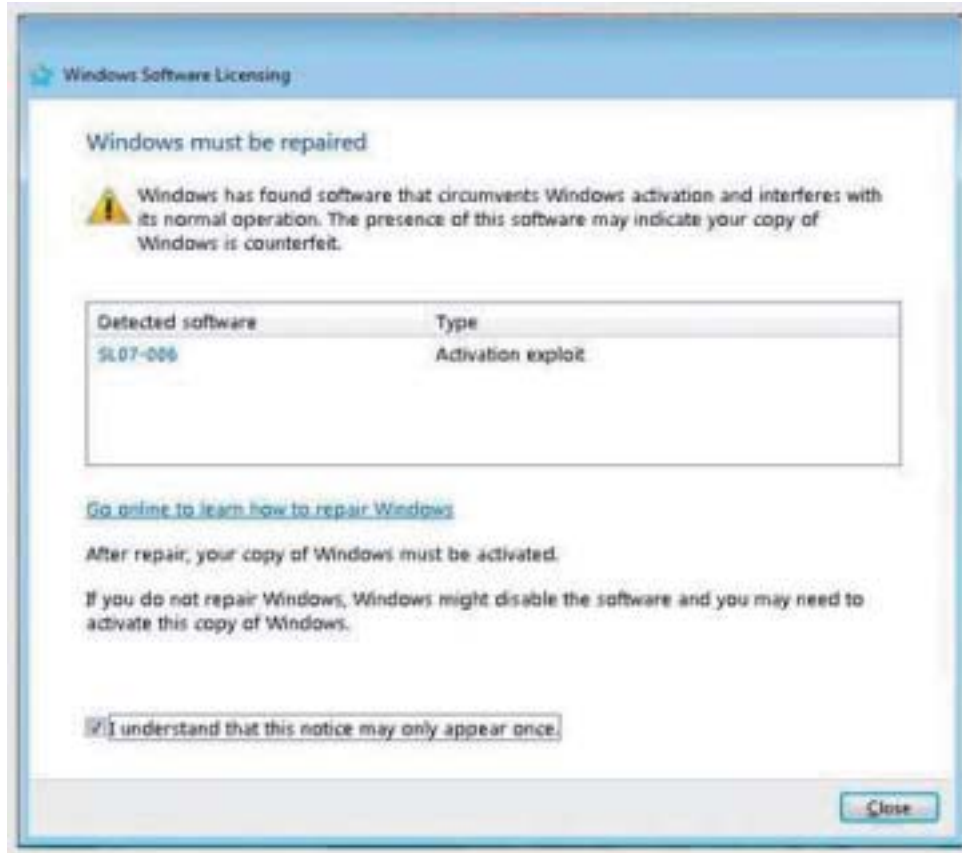 Windows Software Licensing
Windows must be repaired
Windows has found software that circumvents Windows activation and interferes with
its normal operation. The presence of this software may indicate your copy of
Windows is counterfeit.
Detected software Type
SL07-006 Activation exploit
Go online to learn how to repair Windows
After repair, your copy of Windows must be activated.
If you do not repair Windows, Windows might disable the software and you may need to
activate this copy of Windows.
I understand that this notice may only appear once.
Close